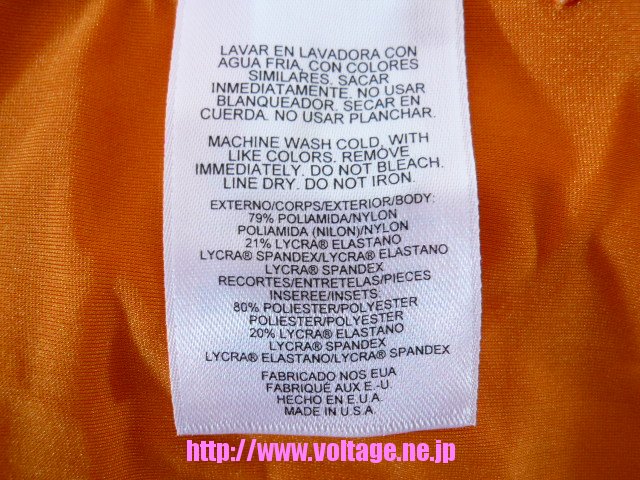 LAVAR EN LAVADORA CON
AGUA FRIA, CON COLORES
SIMILARES. SACAR
INMEDIATAMENTE. NO USAR
BLANQUEADOR. SECAR EN
CUERDA. NO USAR PLANCHAR.
MACHINE WASH COLD, WITH
LIKE COLORS. REMOVE
IMMEDIATELY. DO NOT BLEACH.
LINE DRY. DO NOT IRON.
EXTERNO/CORPS/EXTERIOR/BODY:
79% POLIAMIDA/NYLON
POLIAMIDA (NILON)/NYLON
21% LYCRA® ELASTANO
LYCRA® SPANDEX/LYCRA® ELASTANO
LYCRA® SPANDEX
RECORTES/ENTRETELAS/PIECES
INSEREE/INSETS:
80% POLIESTER/POLYESTER
POLIESTER/POLYESTER
20% LYCRA® ELASTANO
LYCRA® SPANDEX
LYCRA® ELASTANO/LYCRA® SPANDEX
FABRICADO NOS EUA
FABRIQUÉ AUX E.-U.
HECHO EN E.U.A.
MADE IN U.S.A.
http://www.voltage.ne.jp